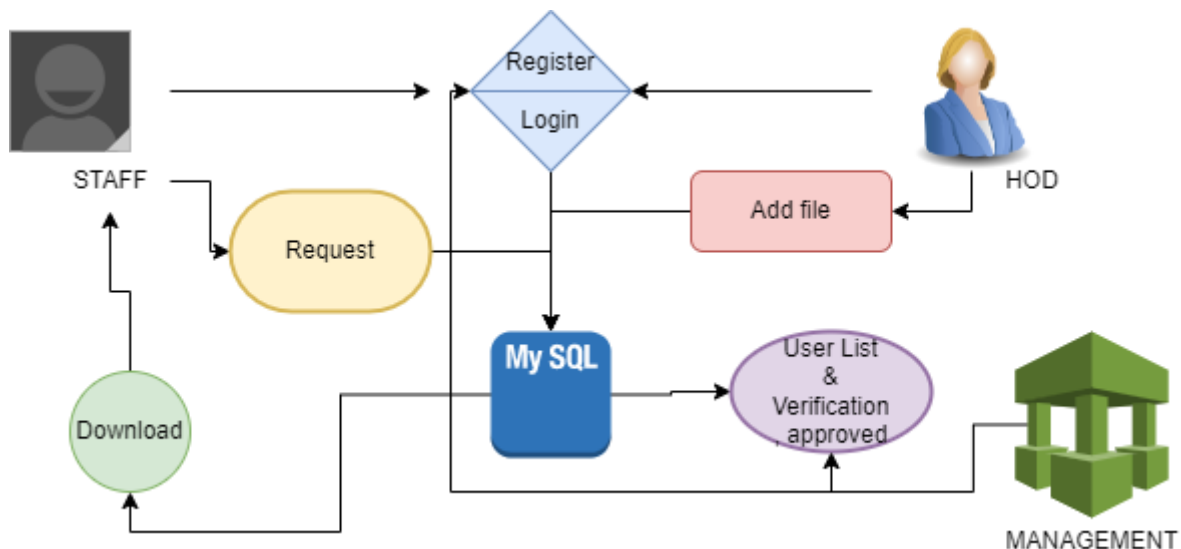 Register
Login
STAFF
HOD
Add file
Request
My SQL
User List
&
Verification
, approved
Download
MANAGEMENT